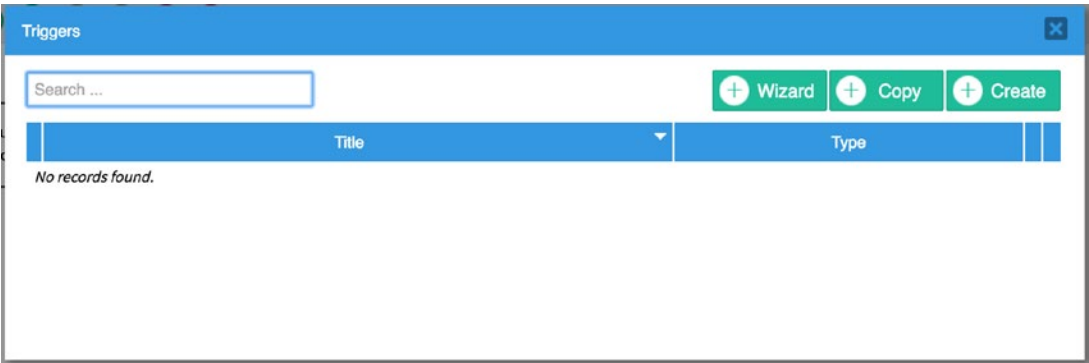 Triggers
Search ...
Wizard Copy Create
Title Type
No records found.